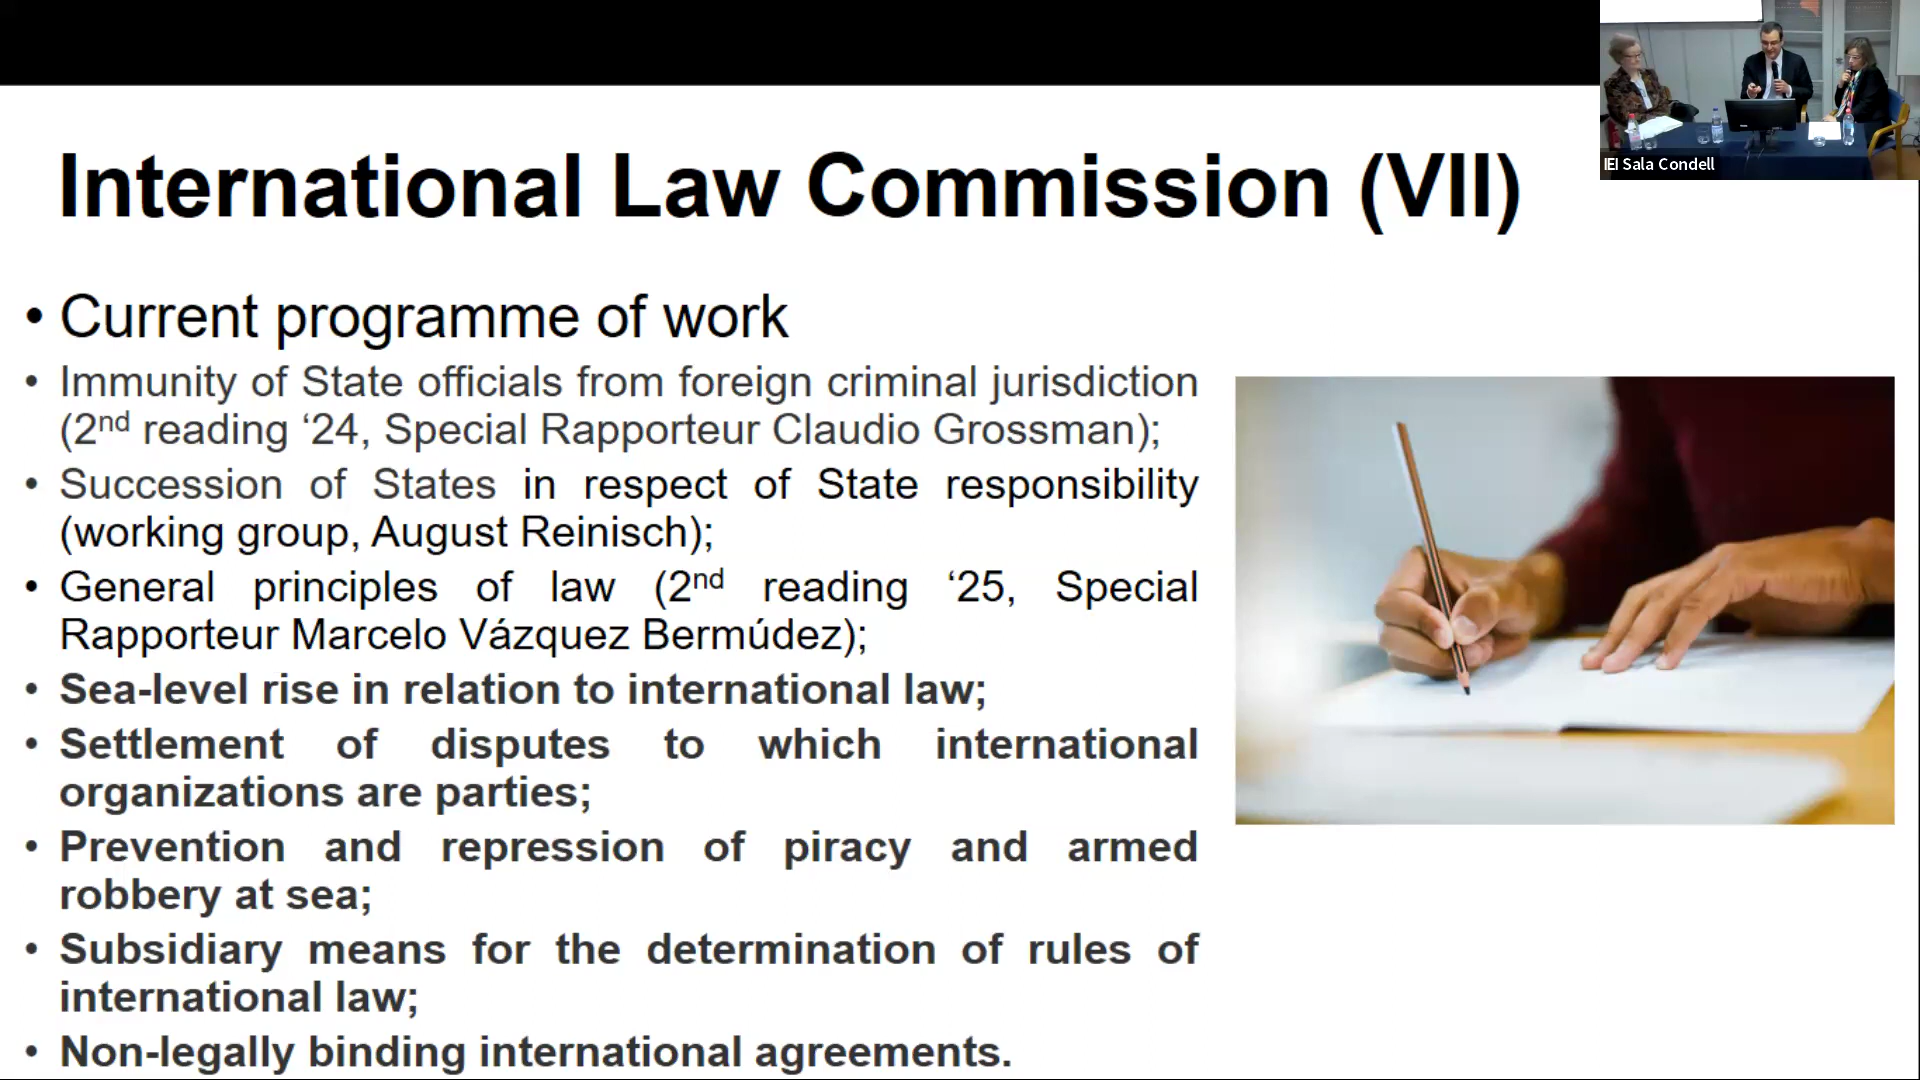 IEI Sala Condell
International Law Commission (VII)
• Current programme of work
• Immunity of State officials from foreign criminal jurisdiction
(2nd reading ‘24, Special Rapporteur Claudio Grossman);
• Succession of States in respect of State responsibility
(working group, August Reinisch);
• General principles of law (2nd reading ‘25, Special
Rapporteur Marcelo Vázquez Bermúdez);
• Sea-level rise in relation to international law;
• Settlement of disputes to which international
organizations are parties;
• Prevention and repression of piracy and armed
robbery at sea;
• Subsidiary means for the determination of rules of
international law;
• Non-legally binding international agreements.